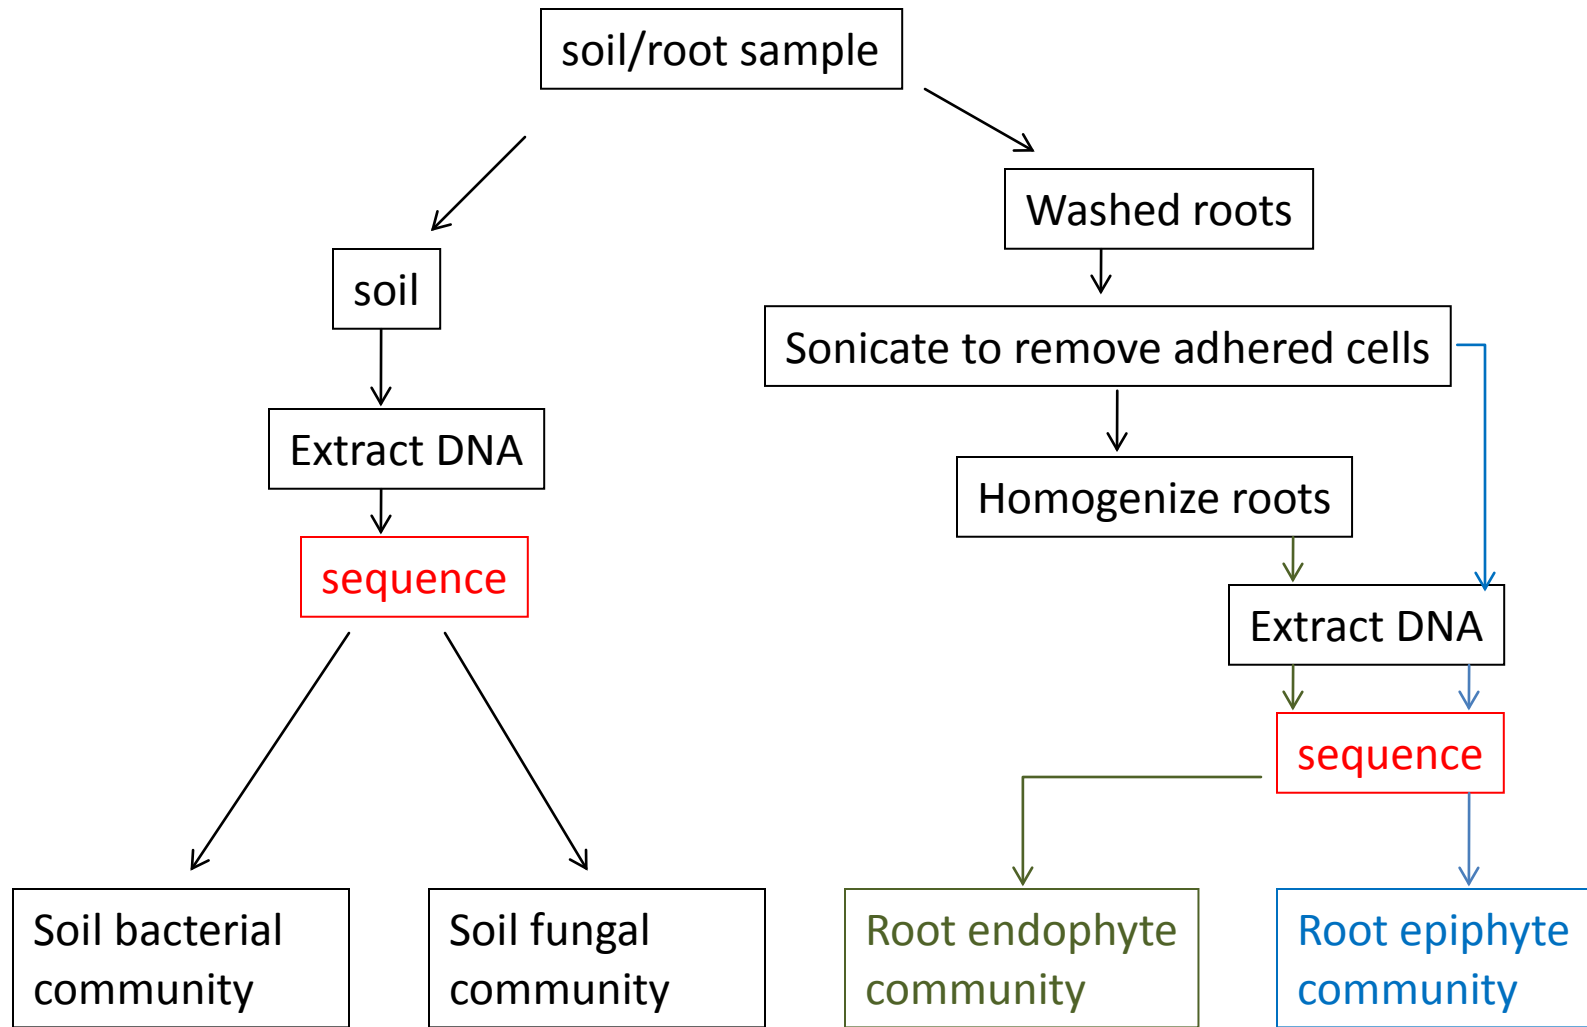 soil/root sample
Washed roots
soil
Sonicate to remove adhered cells
Extract DNA
Homogenize roots
sequence
Extract DNA
sequence
Soil bacterial
community
Soil fungal
community
Root endophyte
community
Root epiphyte
community